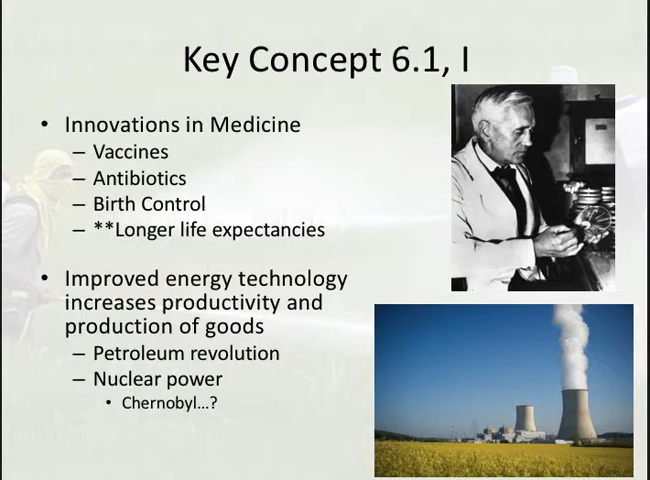 Key Concept 6.1, I
• Innovations in Medicine
– Vaccines
– Antibiotics
– Birth Control
– **Longer life expectancies
• Improved energy technology
increases productivity and
production of goods
– Petroleum revolution
– Nuclear power
• Chernobyl...?